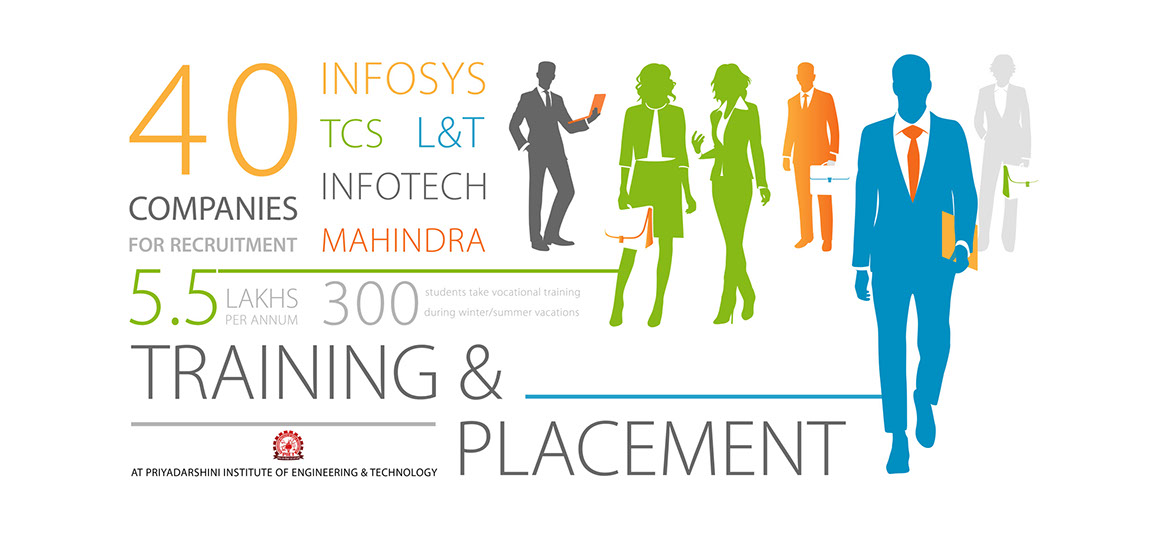 40
COMPANIES
FOR RECRUITMENT
INFOSYS
TCS L&T
INFOTECH
MAHINDRA
5.5 LAKHS
PER ANNUM
300 students take vocational training
during winter/summer vacations
TRAINING &
PLACEMENT
AT PRIYADARSHINI INSTITUTE OF ENGINEERING & TECHNOLOGY